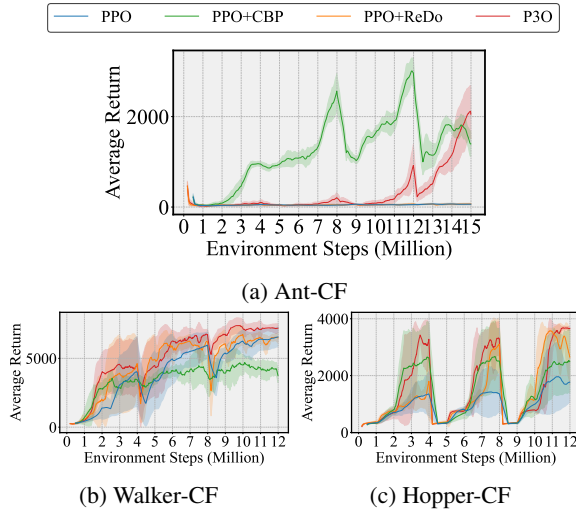 PPO PPO+CBP PPO+ReDo P3O
Average Return
2000
0
0 1 2 3 4 5 6 7 8 9 10 11 12 13 14 15
Environment Steps (Million)
(a) Ant-CF
Average Return
5000
0
0 1 2 3 4 5 6 7 8 9 10 11 12
Environment Steps (Million)
(b) Walker-CF
Average Return
4000
2000
0
0 1 2 3 4 5 6 7 8 9 10 11 12
Environment Steps (Million)
(c) Hopper-CF